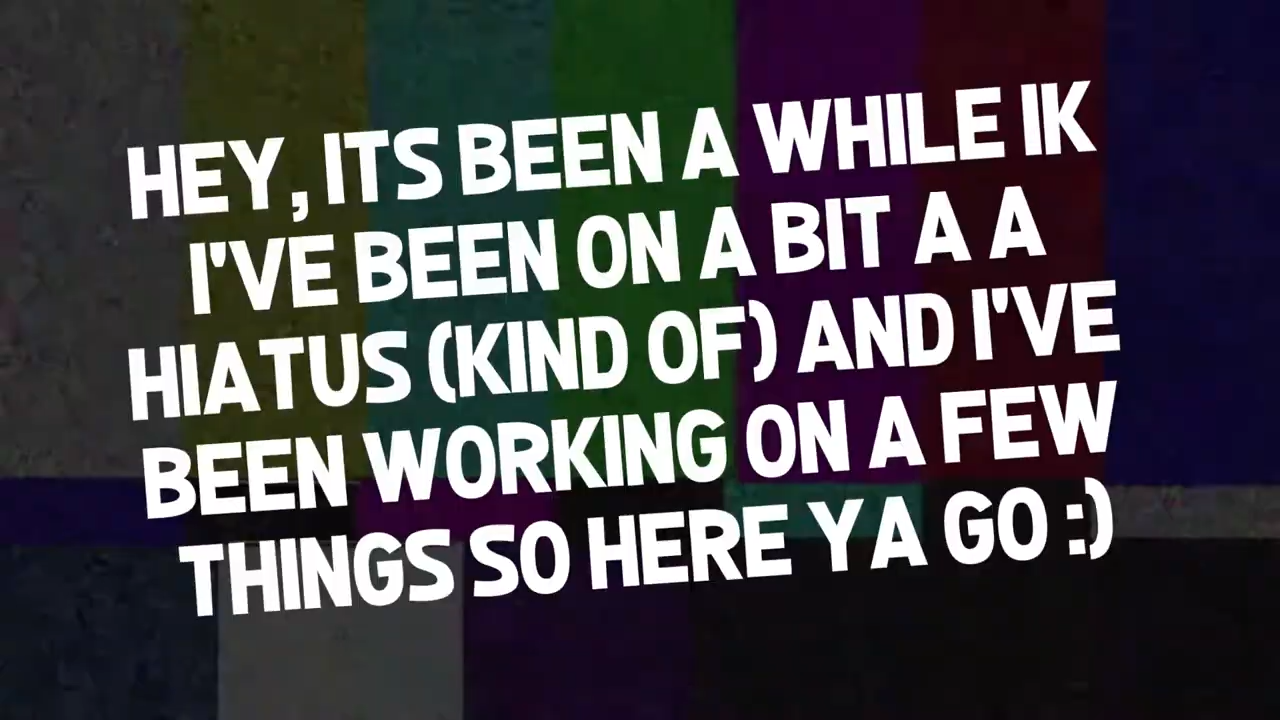 HEY, ITS BEEN A WHILE IK
I'VE BEEN ON A BIT A A
HIATUS (KIND OF) AND I'VE
BEEN WORKING ON A FEW
THINGS SO HERE YA GO :)